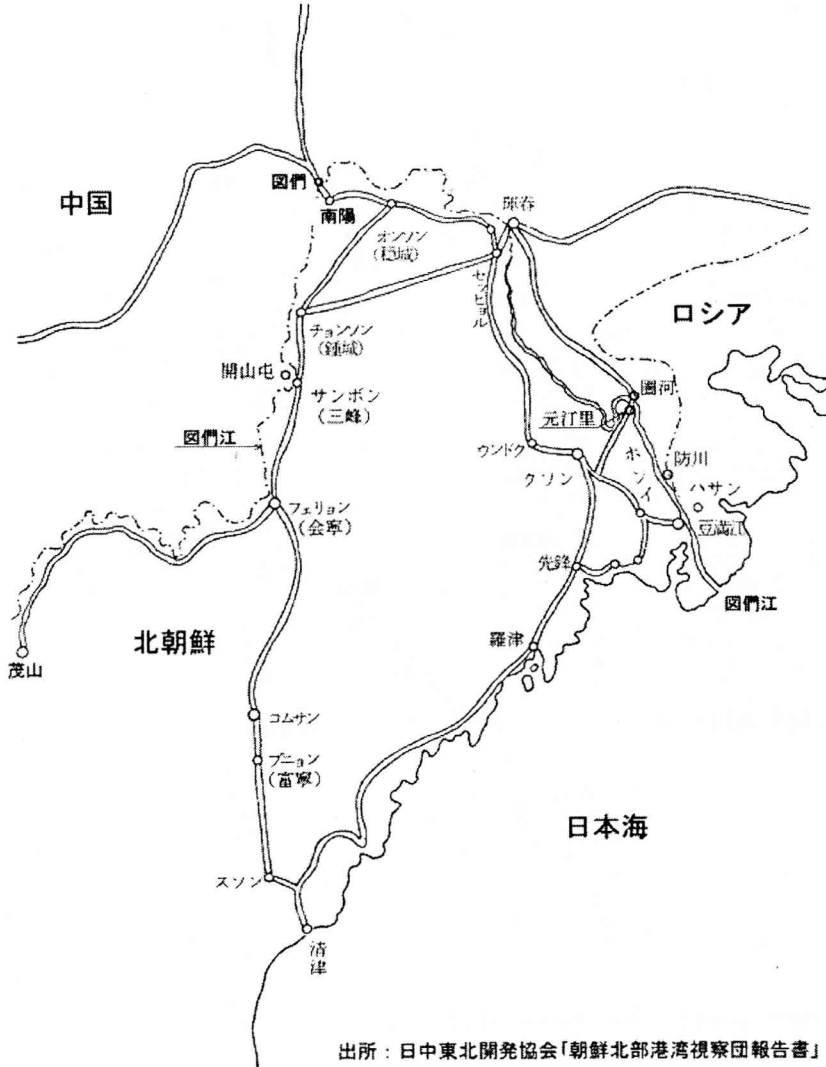 中国
図們
南陽
オンソン
(穏城)
琿春
セッピョル
ロシア
チョンソン
(鍾城)
開山屯
サンボン
(三峰)
図們江
圏河
元汀里
ウンドク
クソン
ホンイ
防川
ハサン
豆満江
フェリョン
(会寧)
先鋒
図們江
羅津
北朝鮮
茂山
コムサン
プニョン
(富寧)
日本海
スソン
清津
出所:日中東北開発協会「朝鮮北部港湾視察団報告書」